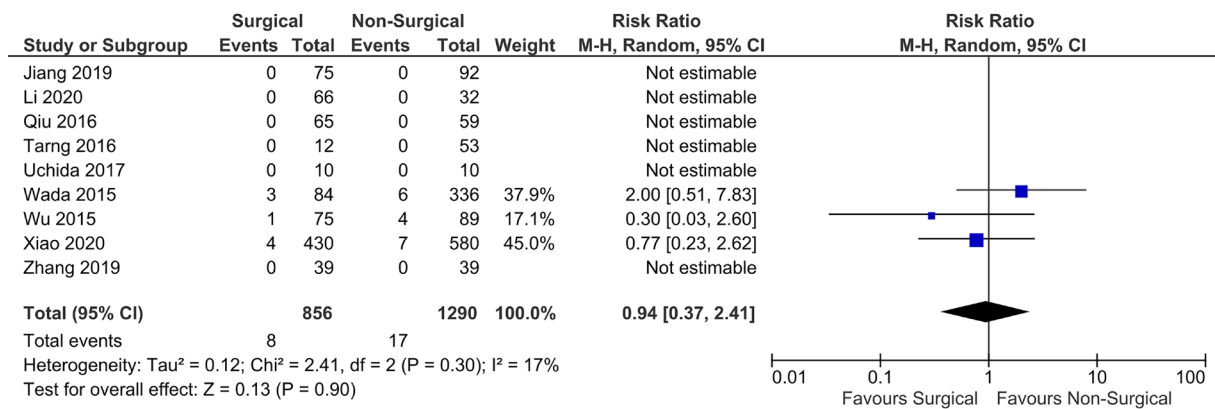 Surgical Non-Surgical Risk Ratio Risk Ratio
Study or Subgroup Events Total Events Total Weight M-H, Random, 95% CI M-H, Random, 95% CI
Jiang 2019 0 75 0 92 Not estimable
Li 2020 0 66 0 32 Not estimable
Qiu 2016 0 65 0 59 Not estimable
Tarng 2016 0 12 0 53 Not estimable
Uchida 2017 0 10 0 10 Not estimable
Wada 2015 3 84 6 336 37.9% 2.00 [0.51, 7.83]
Wu 2015 1 75 4 89 17.1% 0.30 [0.03, 2.60]
Xiao 2020 4 430 7 580 45.0% 0.77 [0.23, 2.62]
Zhang 2019 0 39 0 39 Not estimable
Total (95% CI) 856 1290 100.0% 0.94 [0.37, 2.41]
Total events 8 17
Heterogeneity: Tau² = 0.12; Chi² = 2.41, df = 2 (P = 0.30); I² = 17%
Test for overall effect: Z = 0.13 (P = 0.90)
0.01 0.1 1 10 100
Favours Surgical Favours Non-Surgical